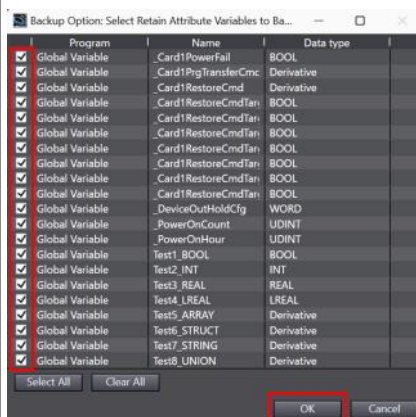 Backup Option: Select Retain Attribute Variables to Ba...
Program Name Data type
Global Variable _Card1PowerFail BOOL
Global Variable _Card1PrgTransferCmc Derivative
Global Variable _Card1RestoreCmd Derivative
Global Variable _Card1RestoreCmdTar BOOL
Global Variable _Card1RestoreCmdTar BOOL
Global Variable _Card1RestoreCmdTar BOOL
Global Variable _Card1RestoreCmdTar BOOL
Global Variable _Card1RestoreCmdTar BOOL
Global Variable _Card1RestoreCmdTar BOOL
Global Variable _DeviceOutHoldCfg WORD
Global Variable _PowerOnCount UDINT
Global Variable _PowerOnHour UDINT
Global Variable Test1_BOOL BOOL
Global Variable Test2_INT INT
Global Variable Test3_REAL REAL
Global Variable Test4_LREAL LREAL
Global Variable Test5_ARRAY Derivative
Global Variable Test6_STRUCT Derivative
Global Variable Test7_STRING Derivative
Global Variable Test8_UNION Derivative
Select All Clear All
OK Cancel